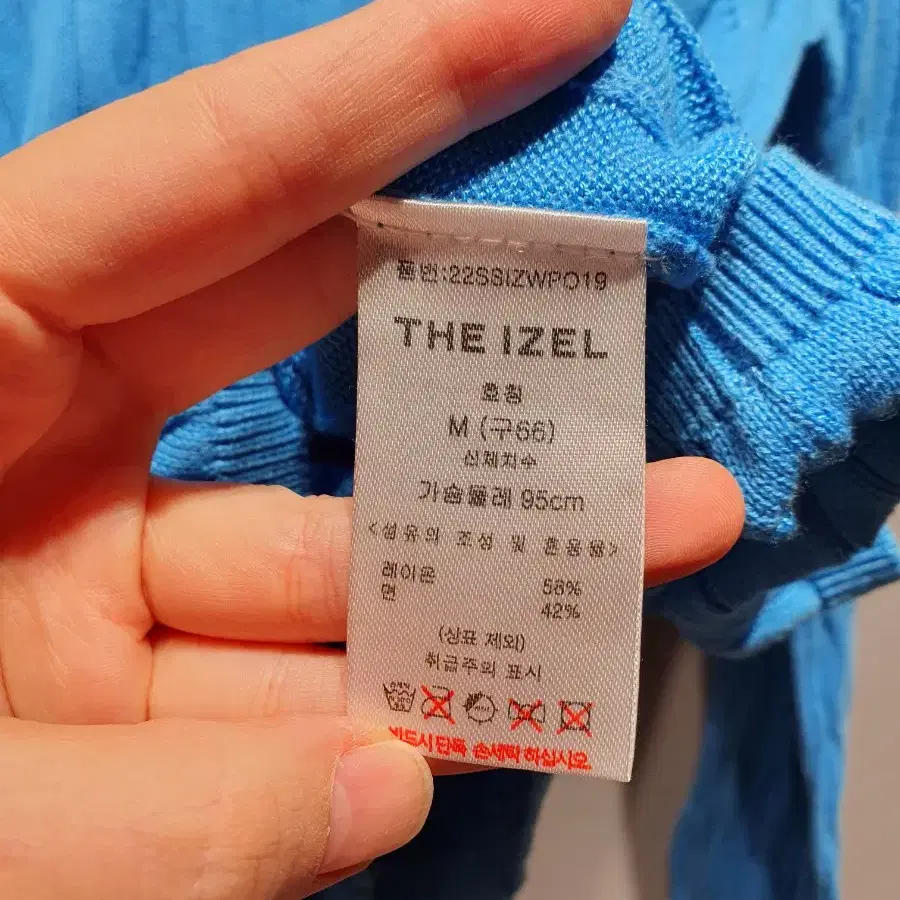 품번:22SSIZWPO19
THE IZEL
호칭
M (구66)
신체치수
가슴둘레 95cm
<섬유의 조성 및 혼용율>
레이온 58%
면 42%
(상표 제외)
취급주의 표시
반드시 단독 손세탁 하십시오.